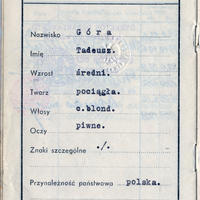 Nazwisko Góra
Imię Tadeusz.
Wzrost średni.
Twarz pociągła.
Włosy c.blond.
Oczy piwne.
Znaki szczególne ./.
Przynależność państwowa polska.